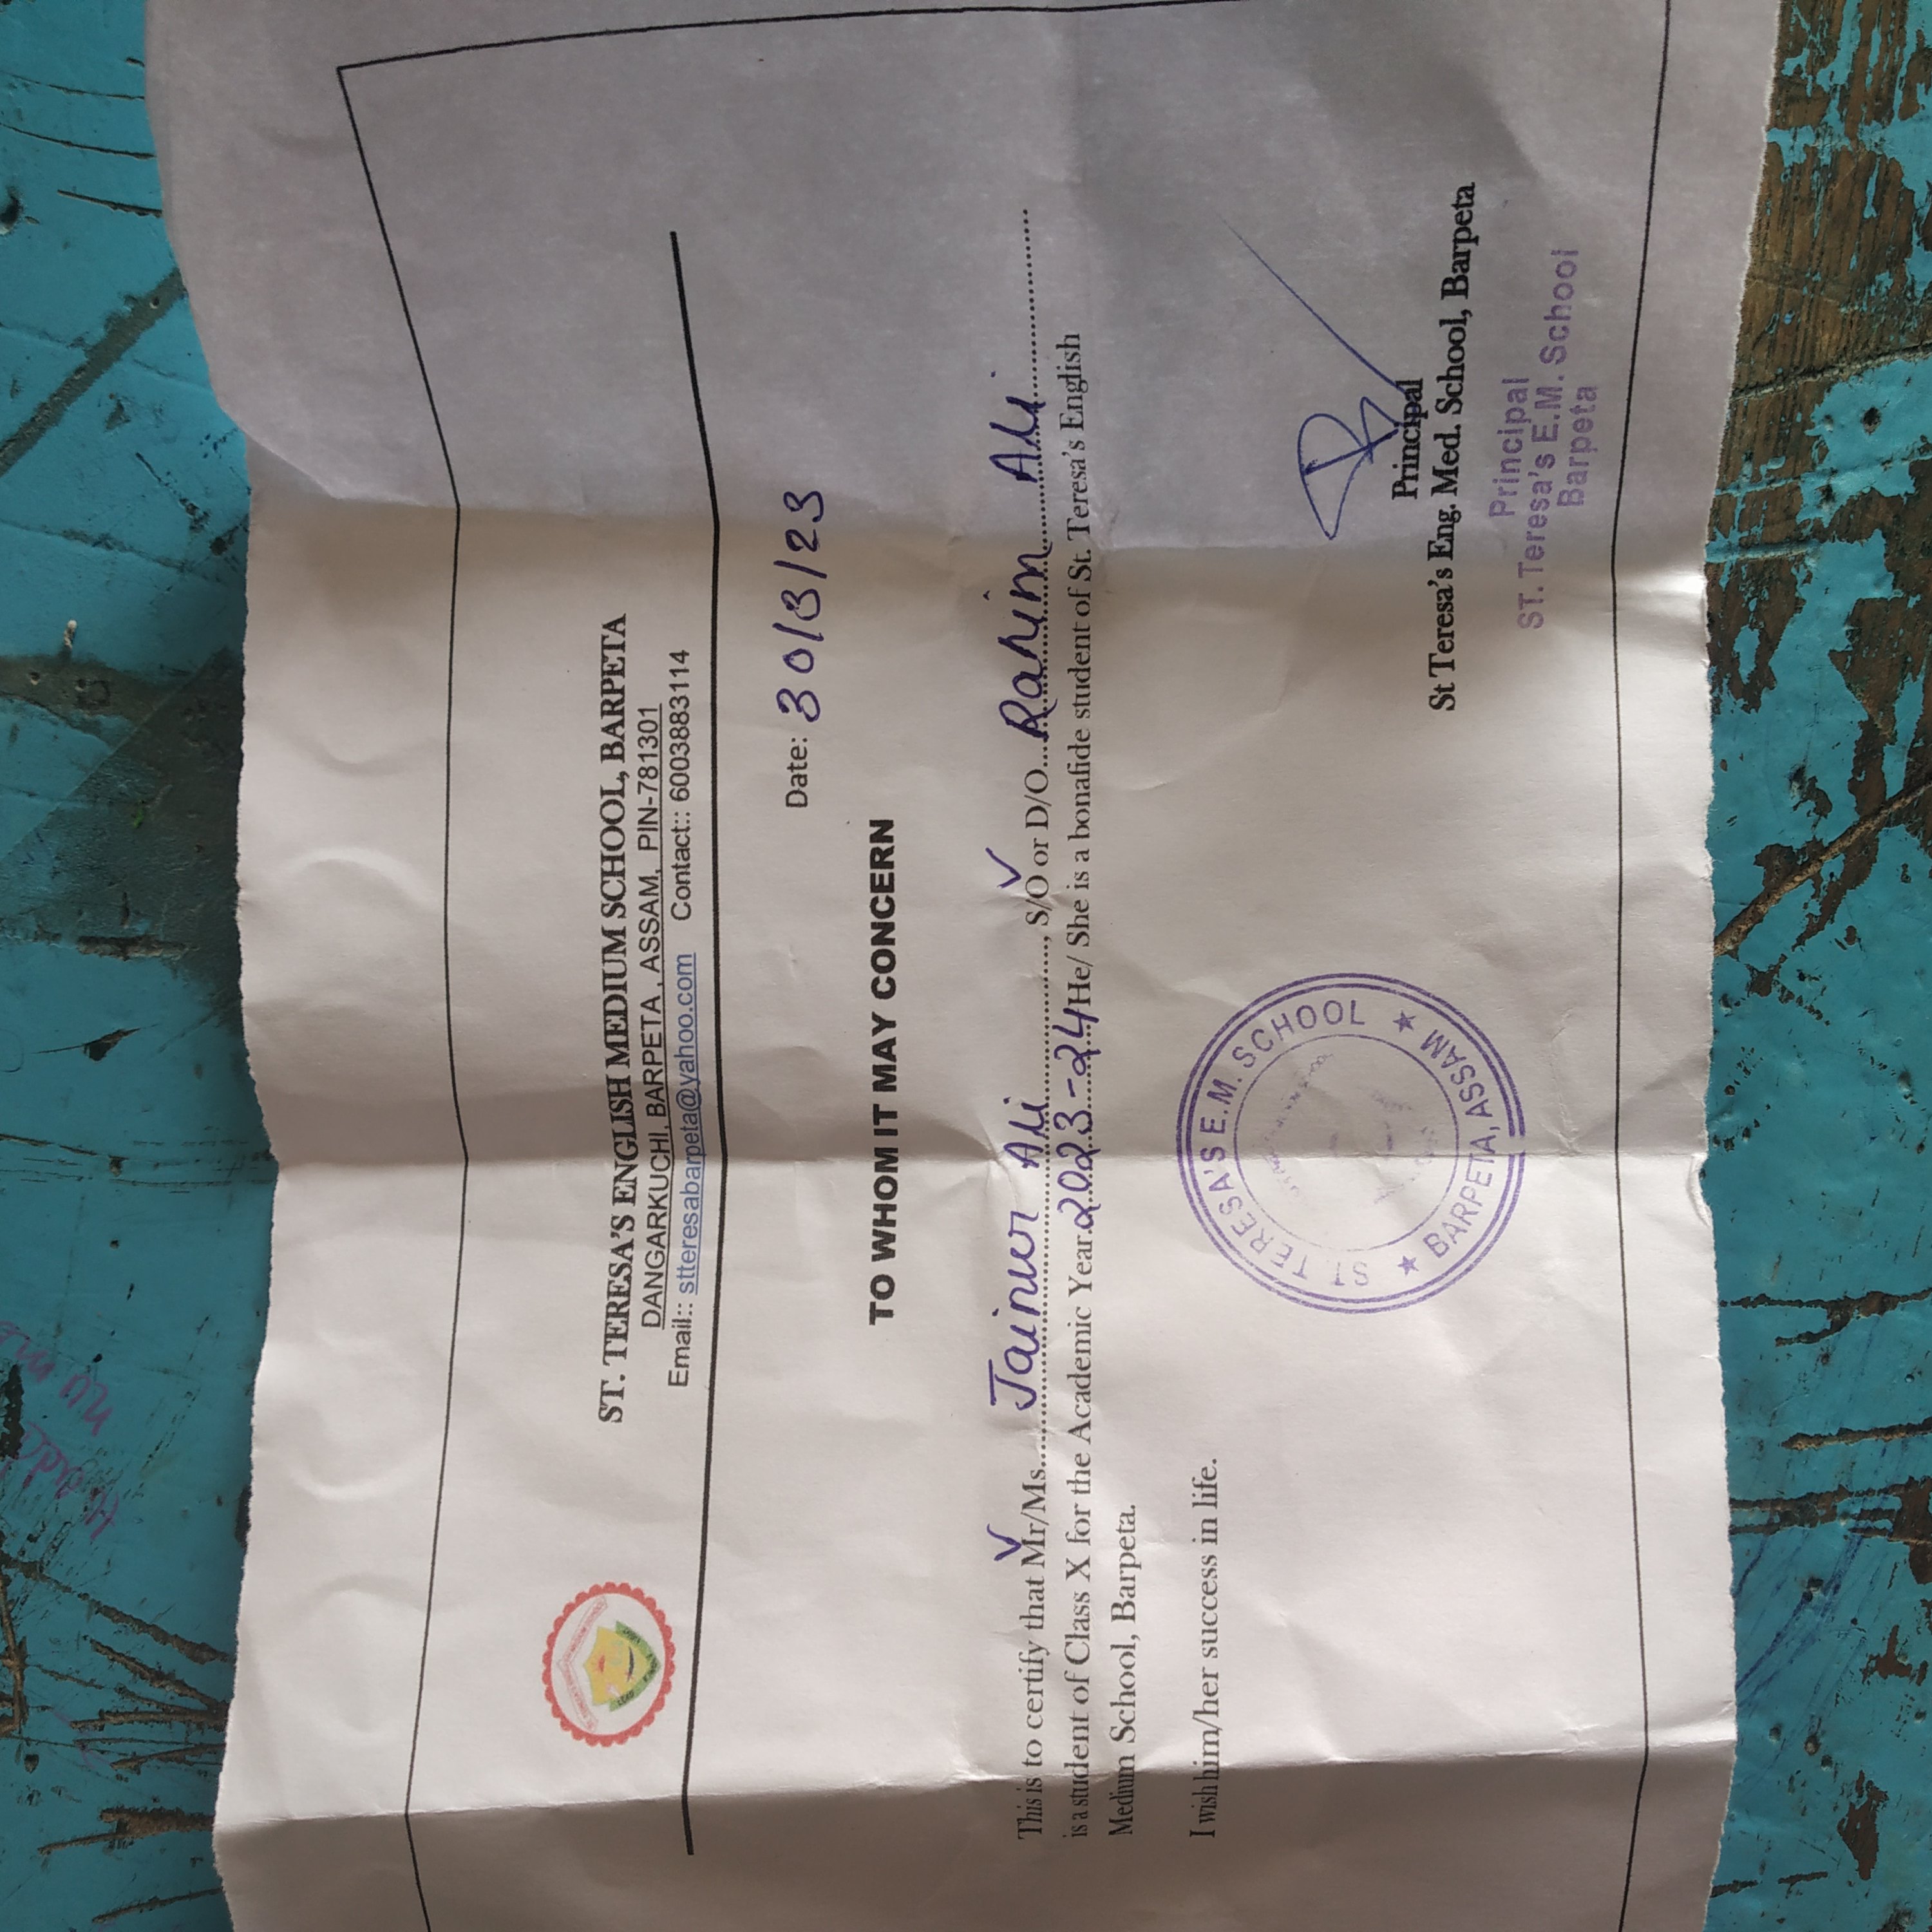 ST. TERESA'S ENGLISH MEDIUM SCHOOL, BARPETA
DANGARKUCHI, BARPETA , ASSAM, PIN-781301
Email:: stteresabarpeta@yahoo.com Contact:: 6003883114
Date: 30/3/23
TO WHOM IT MAY CONCERN
This is to certify that Mr/Ms.....Jainur Ali....................., S/O or D/O...Rahim Ali.....................
is a student of Class X for the Academic Year.2023-24 He/ She is a bonafide student of St. Teresa's English
Medium School, Barpeta.
I wish him/her success in life.
ST TERESA'S E.M. SCHOOL
★ BARPETA, ASSAM ★
Principal
St Teresa's Eng. Med. School, Barpeta
Principal
ST. Teresa's E.M. School
Barpeta